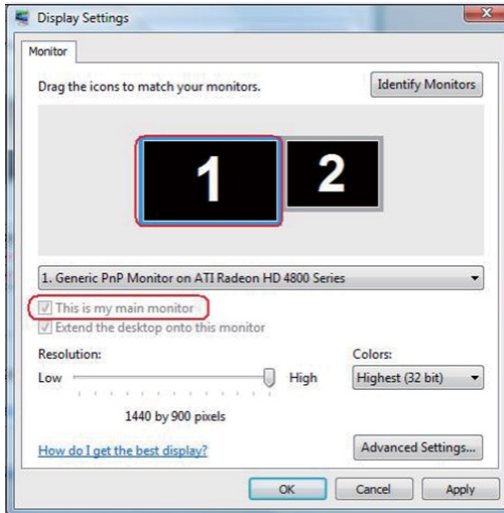 Display Settings
Monitor
Drag the icons to match your monitors.
Identify Monitors
1
2
1. Generic PnP Monitor on ATI Radeon HD 4800 Series
This is my main monitor
Extend the desktop onto this monitor
Resolution:
Colors:
Low
High
Highest (32 bit)
1440 by 900 pixels
How do I get the best display?
Advanced Settings...
OK
Cancel
Apply